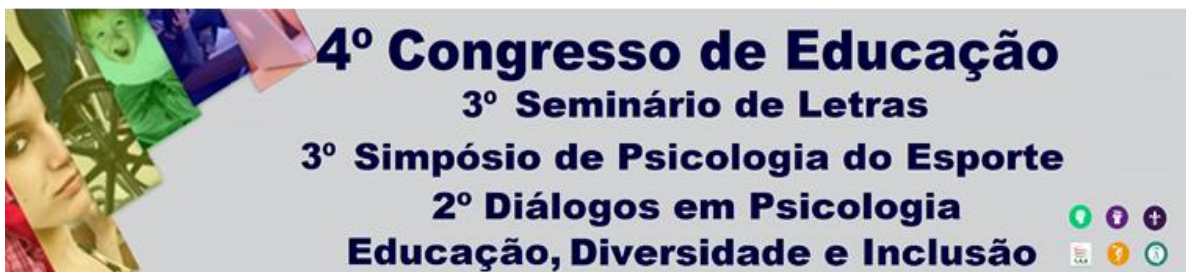 4º Congresso de Educação
3º Seminário de Letras
3º Simpósio de Psicologia do Esporte
2º Diálogos em Psicologia
Educação, Diversidade e Inclusão